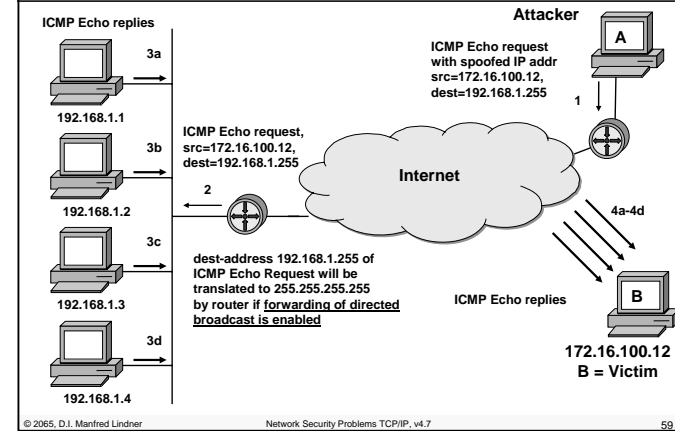 ICMP Echo replies
Attacker
A
ICMP Echo request
with spoofed IP addr
src=172.16.100.12,
dest=192.168.1.255
1
3a
192.168.1.1
3b
192.168.1.2
ICMP Echo request,
src=172.16.100.12,
dest=192.168.1.255
2
Internet
4a-4d
3c
192.168.1.3
dest-address 192.168.1.255 of
ICMP Echo Request will be
translated to 255.255.255.255
by router if forwarding of directed
broadcast is enabled
ICMP Echo replies
B
172.16.100.12
B = Victim
3d
192.168.1.4
© 2065, D.I. Manfred Lindner
Network Security Problems TCP/IP, v4.7
59